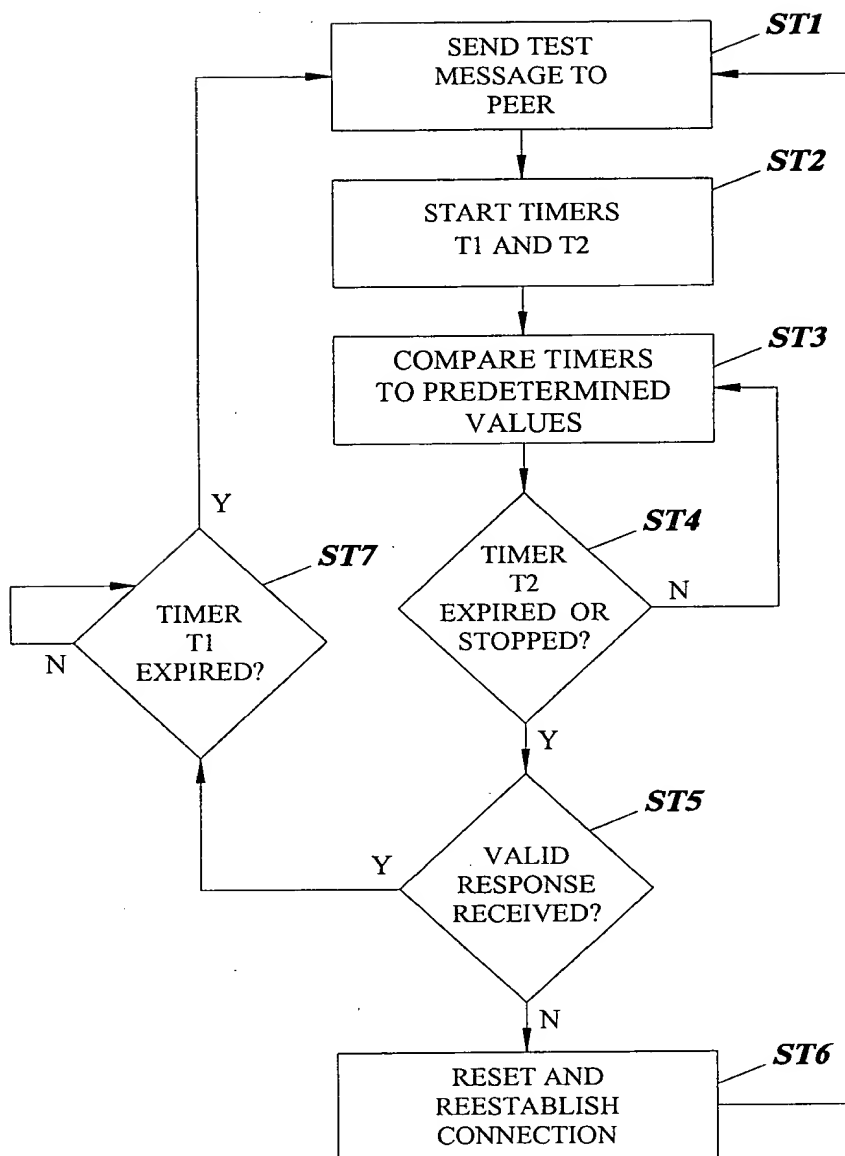 ST1
SEND TEST
MESSAGE TO
PEER
ST2
START TIMERS
T1 AND T2
ST3
COMPARE TIMERS
TO PREDETERMINED
VALUES
Y
ST4
TIMER
T2
EXPIRED OR
STOPPED?
N
ST7
TIMER
T1
EXPIRED?
N
Y
ST5
Y
VALID
RESPONSE
RECEIVED?
N
ST6
RESET AND
REESTABLISH
CONNECTION